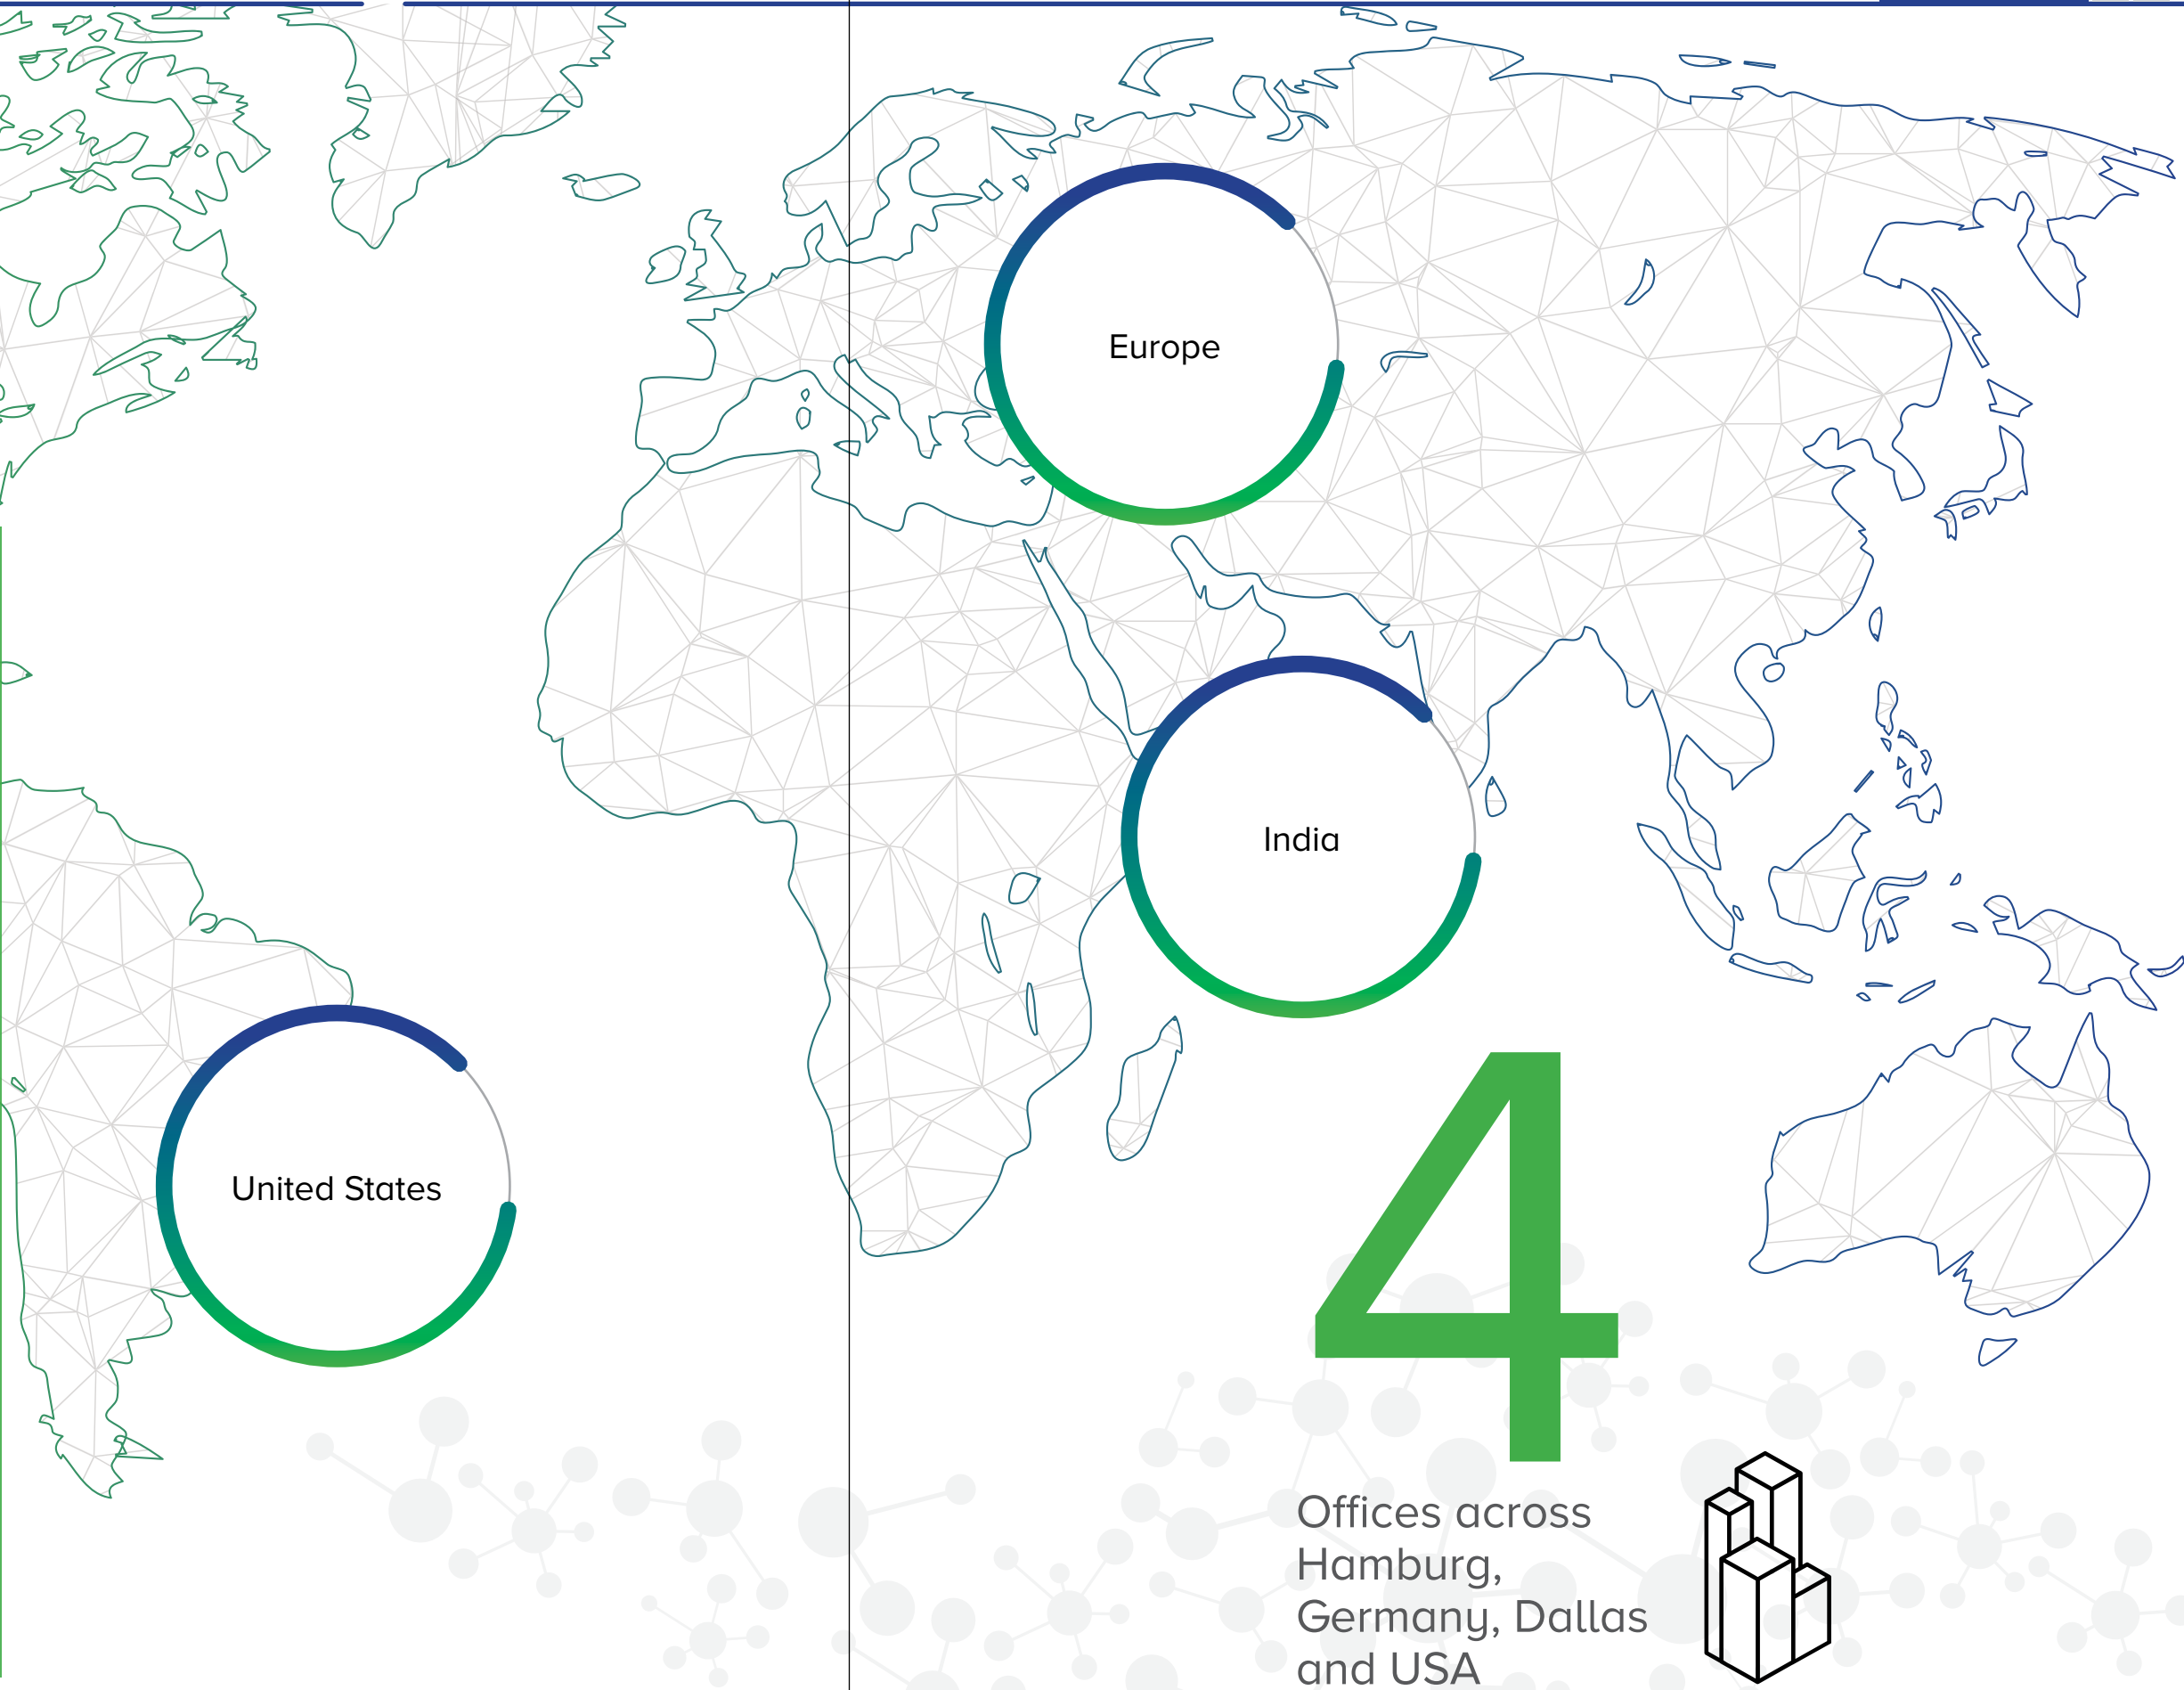 Europe
India
United States
4
Offices across
Hamburg,
Germany, Dallas
and USA